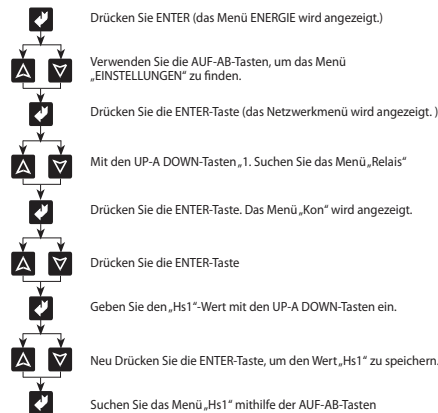 Drücken Sie ENTER (das Menü ENERGIE wird angezeigt.)
Verwenden Sie die AUF-AB-Tasten, um das Menü
„EINSTELLUNGEN“ zu finden.
Drücken Sie die ENTER-Taste (das Netzwerkmenü wird angezeigt. )
Mit den UP-A DOWN-Tasten „1. Suchen Sie das Menü „Relais“
Drücken Sie die ENTER-Taste. Das Menü „Kon“ wird angezeigt.
Drücken Sie die ENTER-Taste
Geben Sie den „Hs1“-Wert mit den UP-A DOWN-Tasten ein.
Neu Drücken Sie die ENTER-Taste, um den Wert „Hs1“ zu speichern.
Suchen Sie das Menü „Hs1“ mithilfe der AUF-AB-Tasten